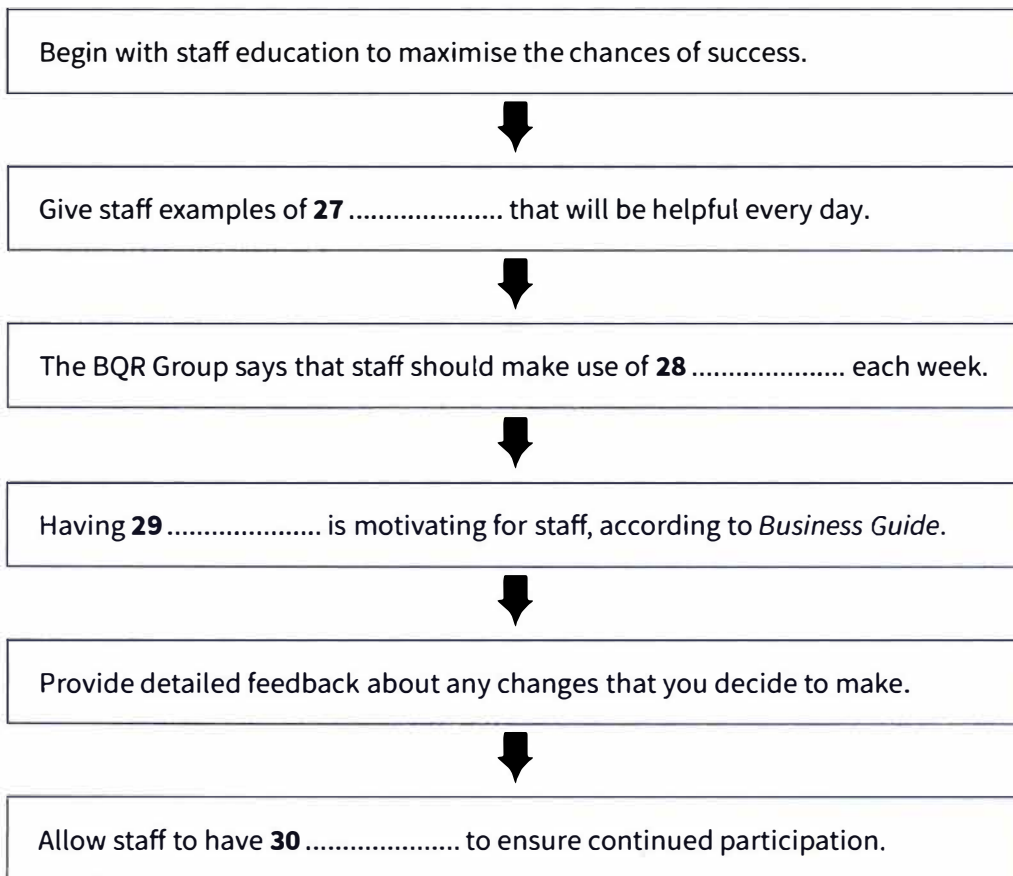 Begin with staff education to maximise the chances of success.
Give staff examples of 27 ..................... that will be helpful every day.
The BQR Group says that staff should make use of 28 ..................... each week.
Having 29 ..................... is motivating for staff, according to Business Guide.
Provide detailed feedback about any changes that you decide to make.
Allow staff to have 30 ..................... to ensure continued participation.